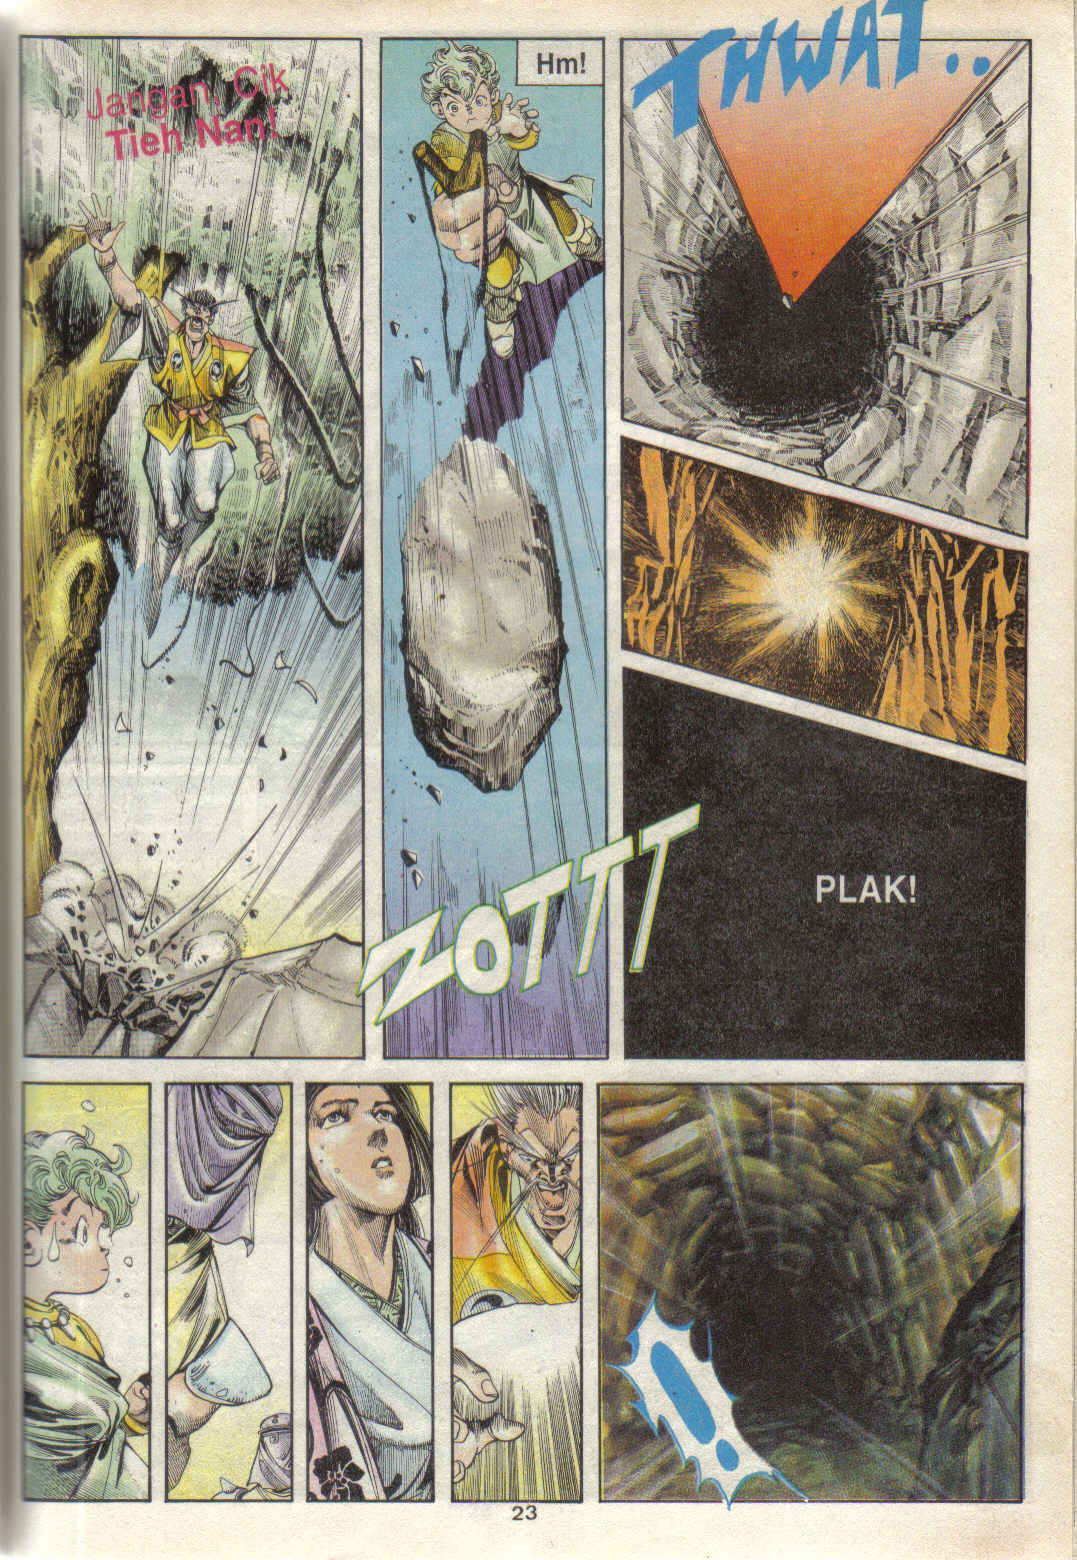 Jangan, Cik
Tieh Nan!
Hm!
THWAT..
ZOTTT
PLAK!
!
23